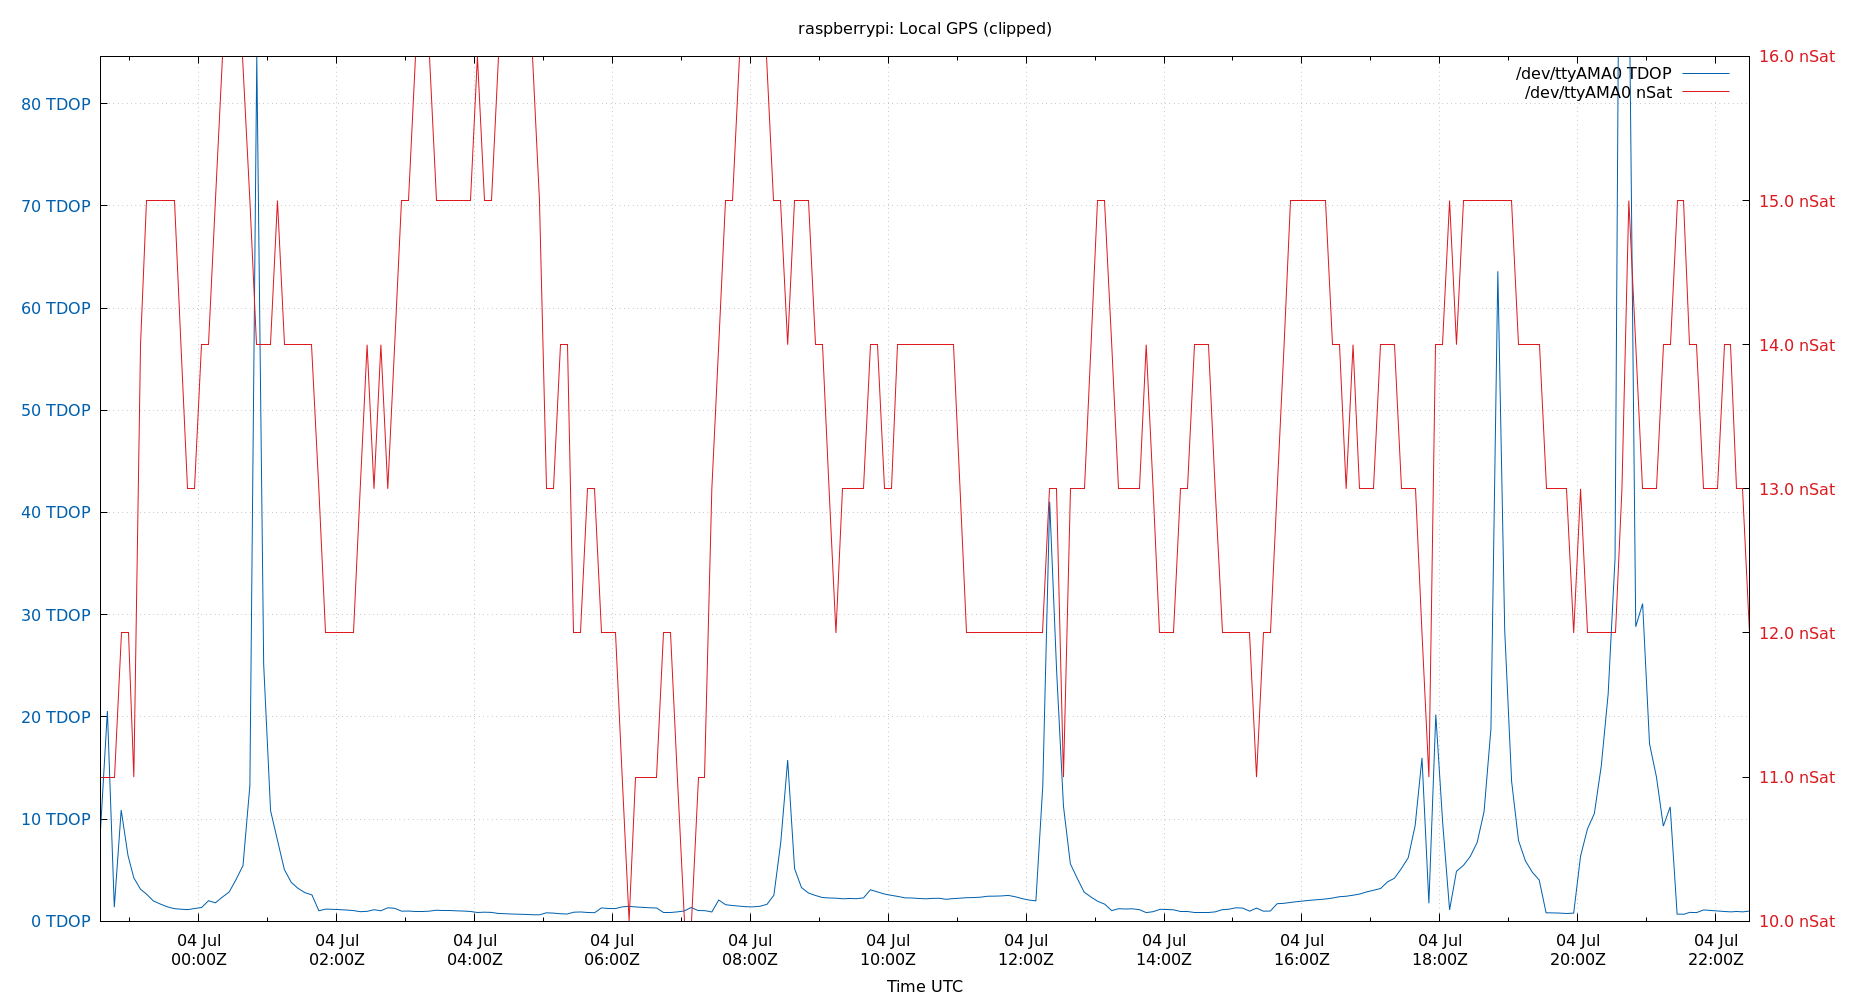 raspberrypi: Local GPS (clipped)
/dev/ttyAMA0 TDOP
/dev/ttyAMA0 nSat
80 TDOP
70 TDOP
60 TDOP
50 TDOP
40 TDOP
30 TDOP
20 TDOP
10 TDOP
0 TDOP
16.0 nSat
15.0 nSat
14.0 nSat
13.0 nSat
12.0 nSat
11.0 nSat
10.0 nSat
04 Jul
00:00Z
04 Jul
02:00Z
04 Jul
04:00Z
04 Jul
06:00Z
04 Jul
08:00Z
04 Jul
10:00Z
04 Jul
12:00Z
04 Jul
14:00Z
04 Jul
16:00Z
04 Jul
18:00Z
04 Jul
20:00Z
04 Jul
22:00Z
Time UTC